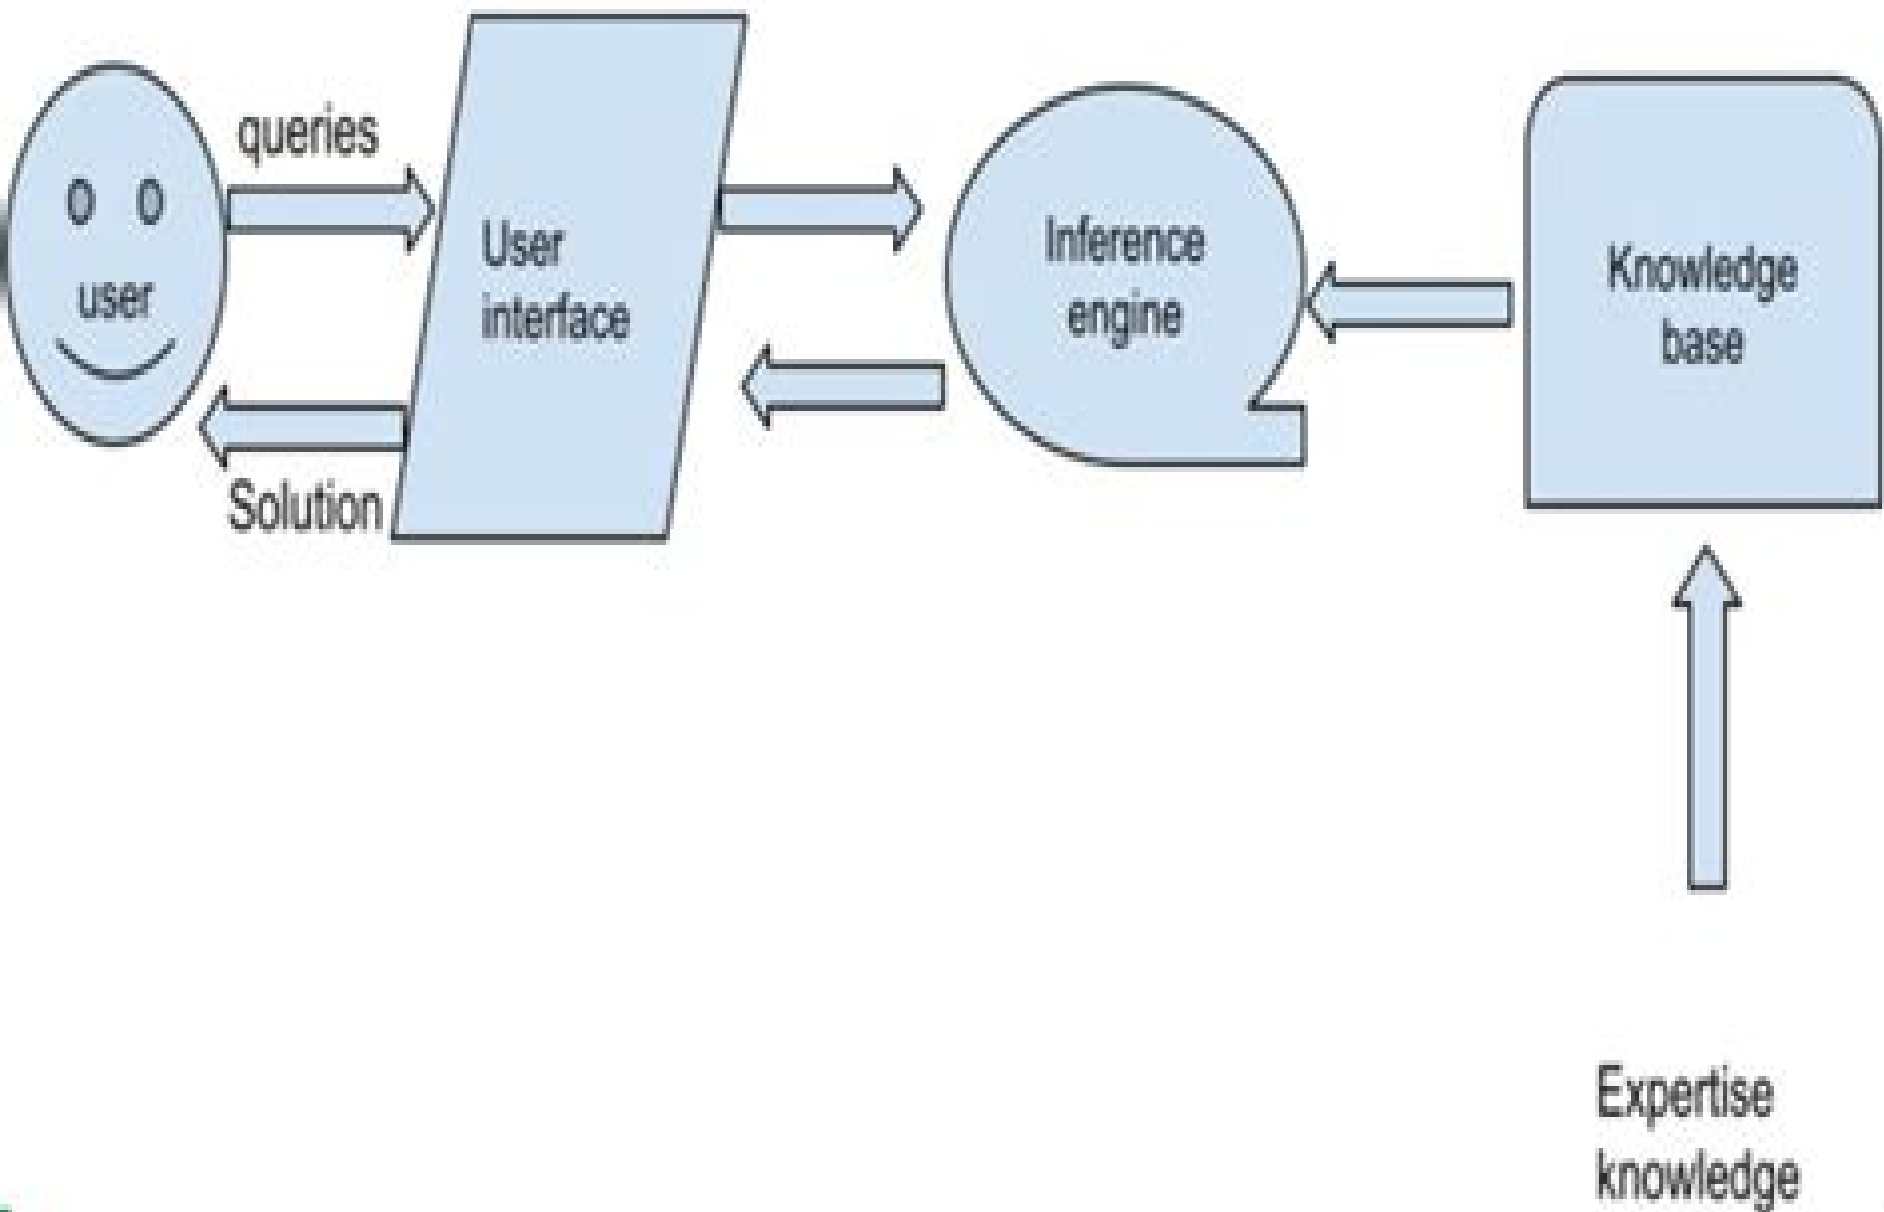 queries
user
Solution
User
interface
Inference
engine
Knowledge
base
Expertise
knowledge